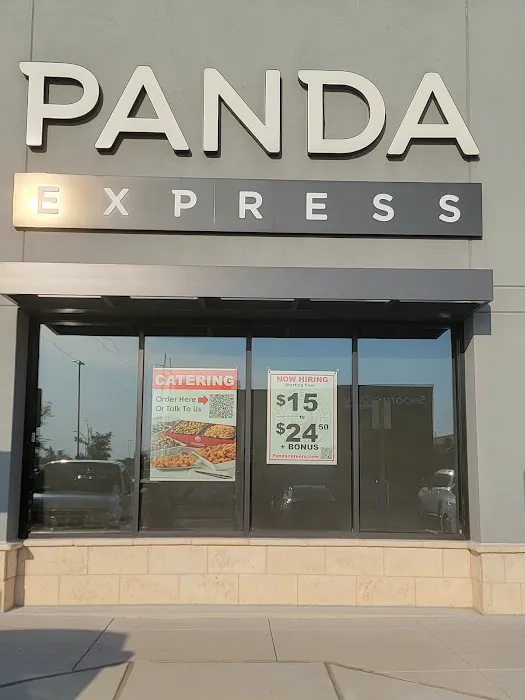 PANDA
EXPRESS
CATERING
Order Here
Or Talk To Us
NOW HIRING
Starting from
$15
to
$24.50
+ BONUS
Pandacareers.com